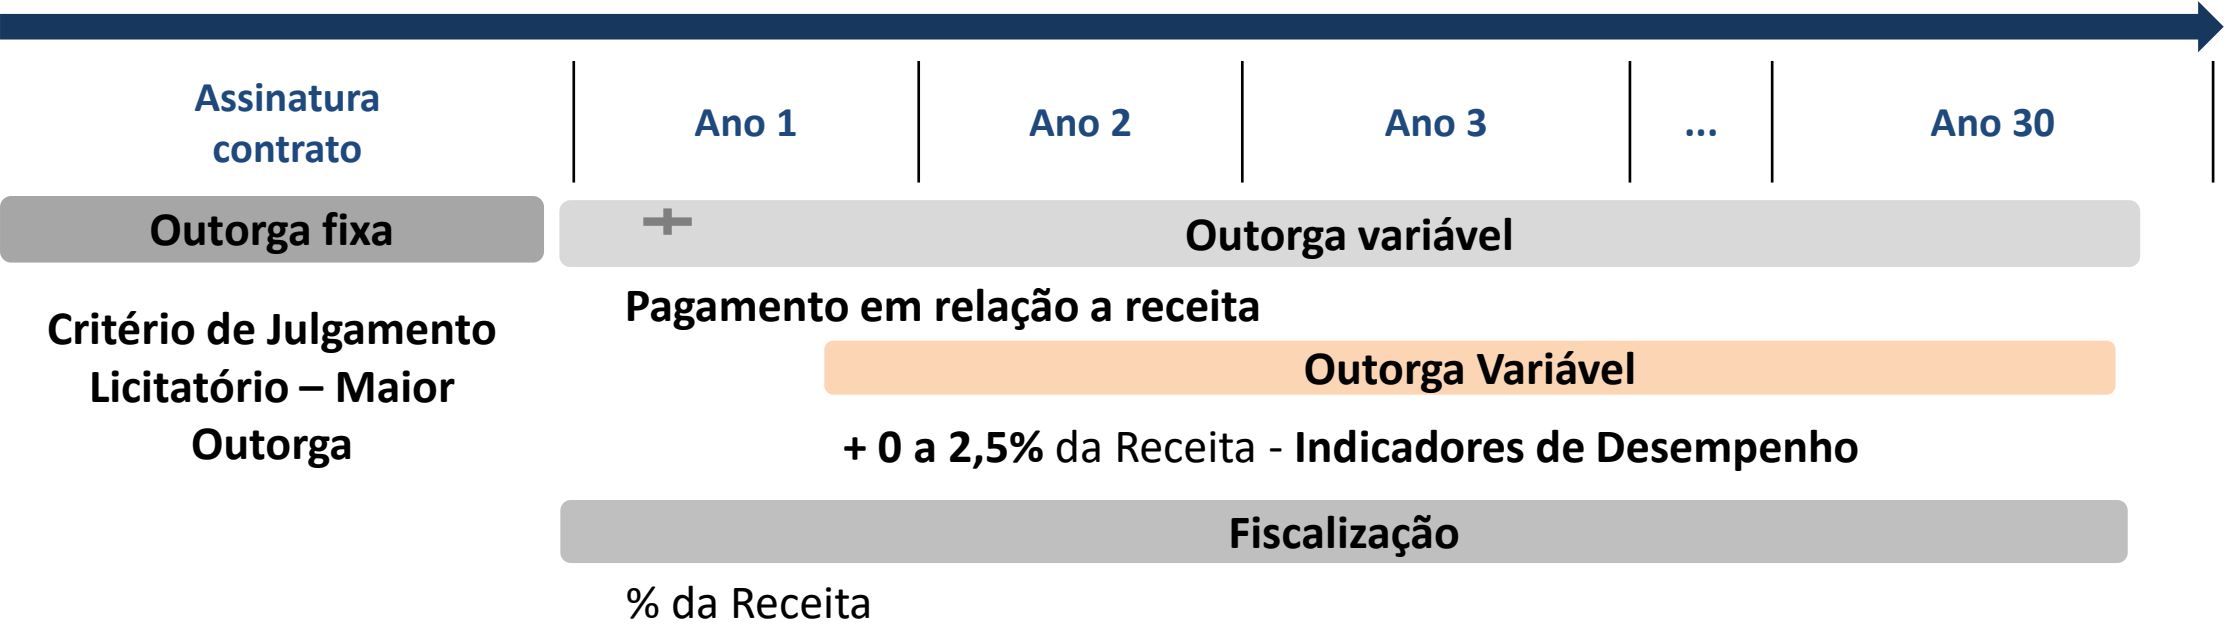 Assinatura
contrato
Ano 1
Ano 2
Ano 3
...
Ano 30
Outorga fixa
+
Outorga variável
Critério de Julgamento
Licitatório – Maior
Outorga
Pagamento em relação a receita
Outorga Variável
+ 0 a 2,5% da Receita - Indicadores de Desempenho
Fiscalização
% da Receita